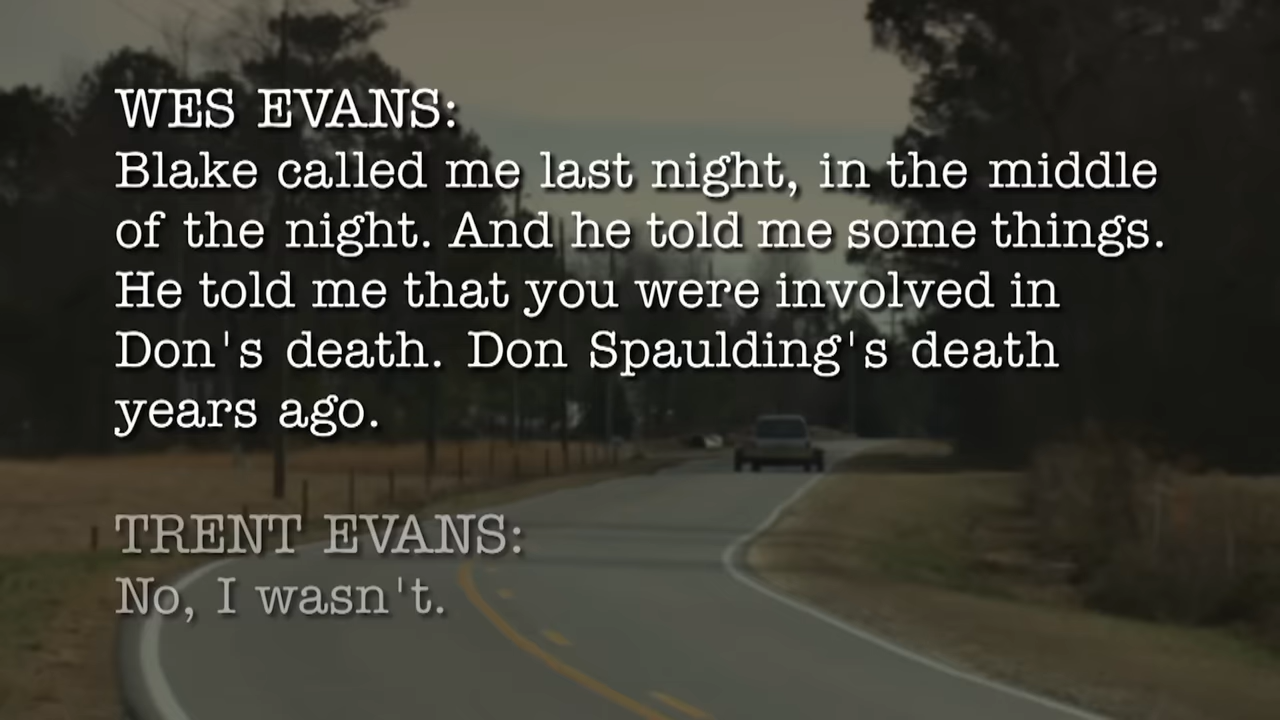 WES EVANS:
Blake called me last night, in the middle
of the night. And he told me some things.
He told me that you were involved in
Don's death. Don Spaulding's death
years ago.
TRENT EVANS:
No, I wasn't.